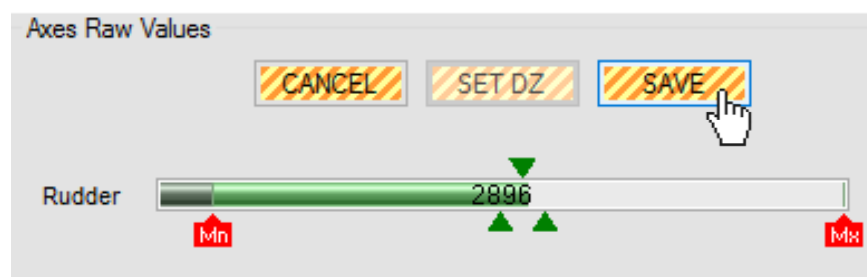 Axes Raw Values
CANCEL SET DZ SAVE
Rudder 2896
Mn Mx